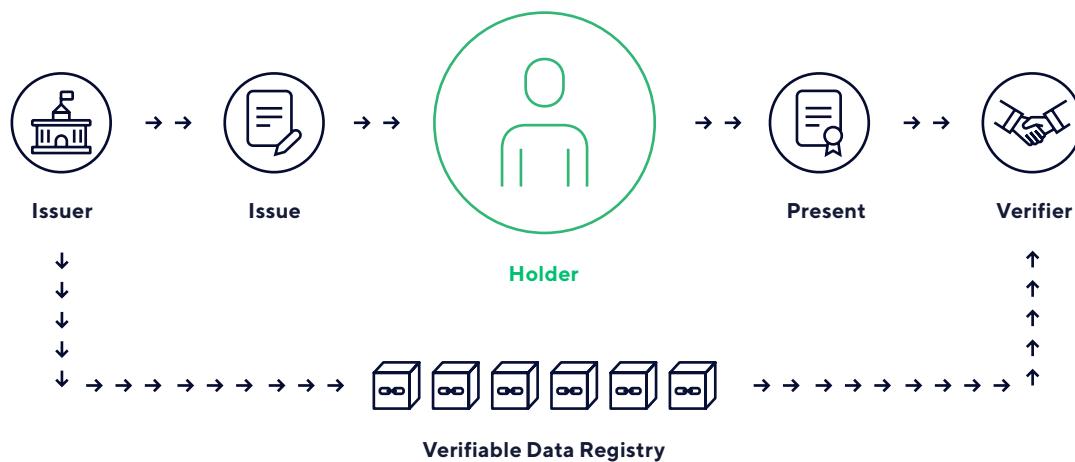 Issuer
Issue
Holder
Present
Verifier
Verifiable Data Registry